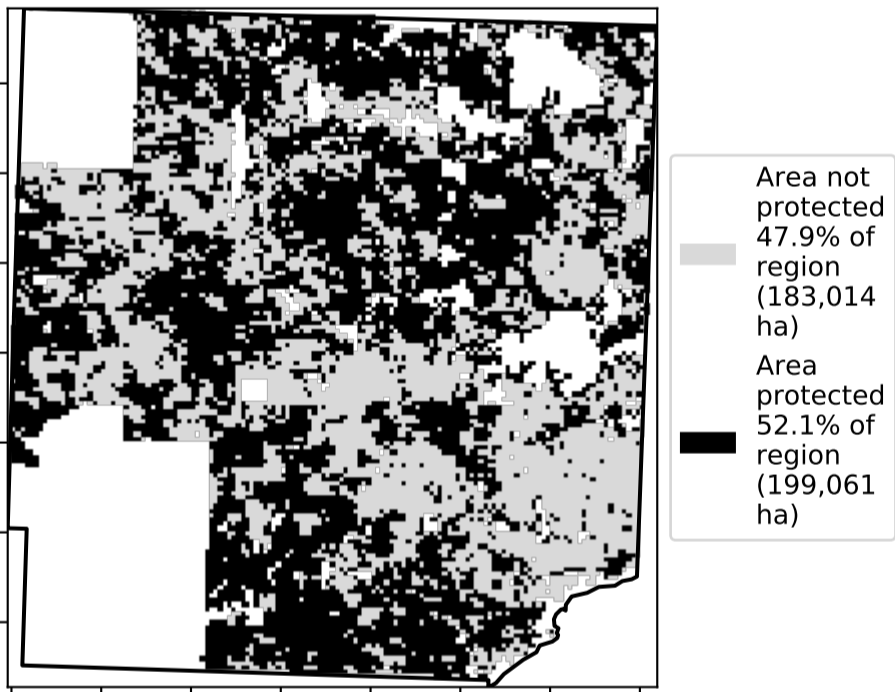 Area not
protected
47.9% of
region
(183,014
ha)
Area
protected
52.1% of
region
(199,061
ha)